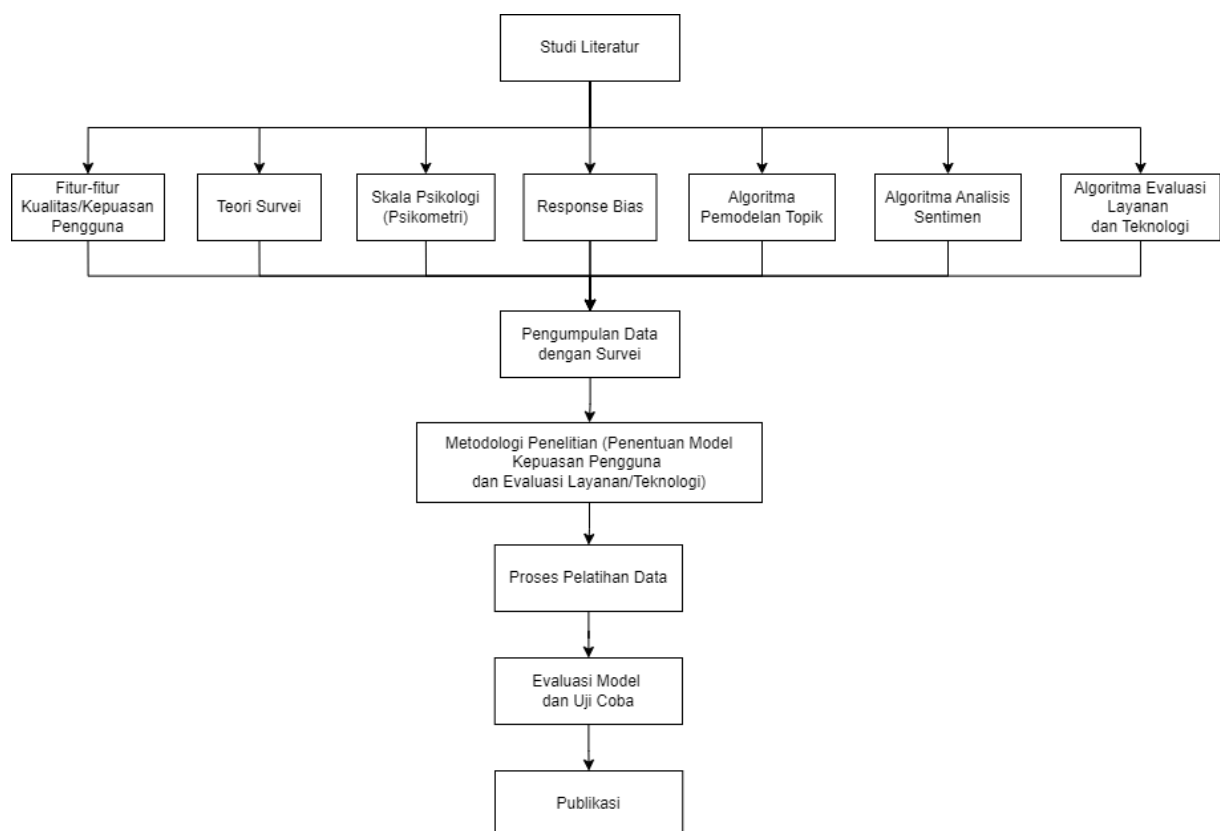 Studi Literatur
Fitur-fitur
Kualitas/Kepuasan
Pengguna
Teori Survei
Skala Psikologi
(Psikometri)
Response Bias
Algoritma
Pemodelan Topik
Algoritma Analisis
Sentimen
Algoritma Evaluasi
Layanan
dan Teknologi
Pengumpulan Data
dengan Survei
Metodologi Penelitian (Penentuan Model
Kepuasan Pengguna
dan Evaluasi Layanan/Teknologi)
Proses Pelatihan Data
Evaluasi Model
dan Uji Coba
Publikasi